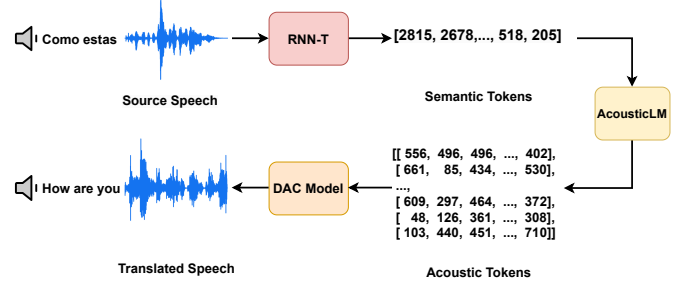 Como estas
RNN-T
[2815, 2678,..., 518, 205]
Source Speech
Semantic Tokens
AcousticLM
[[ 556, 496, 496, ..., 402],
[ 661, 85, 434, ..., 530],
...,
[ 609, 297, 464, ..., 372],
[ 48, 126, 361, ..., 308],
[ 103, 440, 451, ..., 710]]
DAC Model
How are you
Translated Speech
Acoustic Tokens